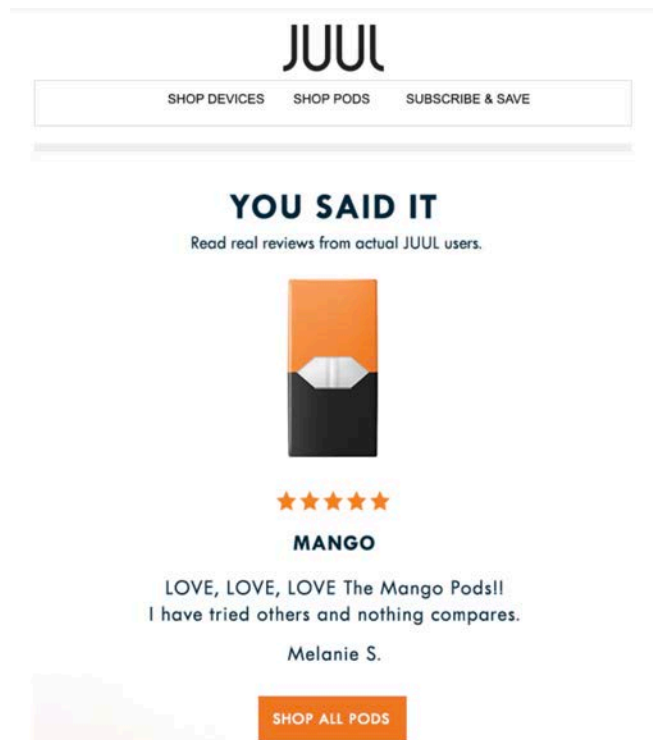 JUUL
SHOP DEVICES SHOP PODS SUBSCRIBE & SAVE
YOU SAID IT
Read real reviews from actual JUUL users.
MANGO
LOVE, LOVE, LOVE The Mango Pods!!
I have tried others and nothing compares.
Melanie S.
SHOP ALL PODS